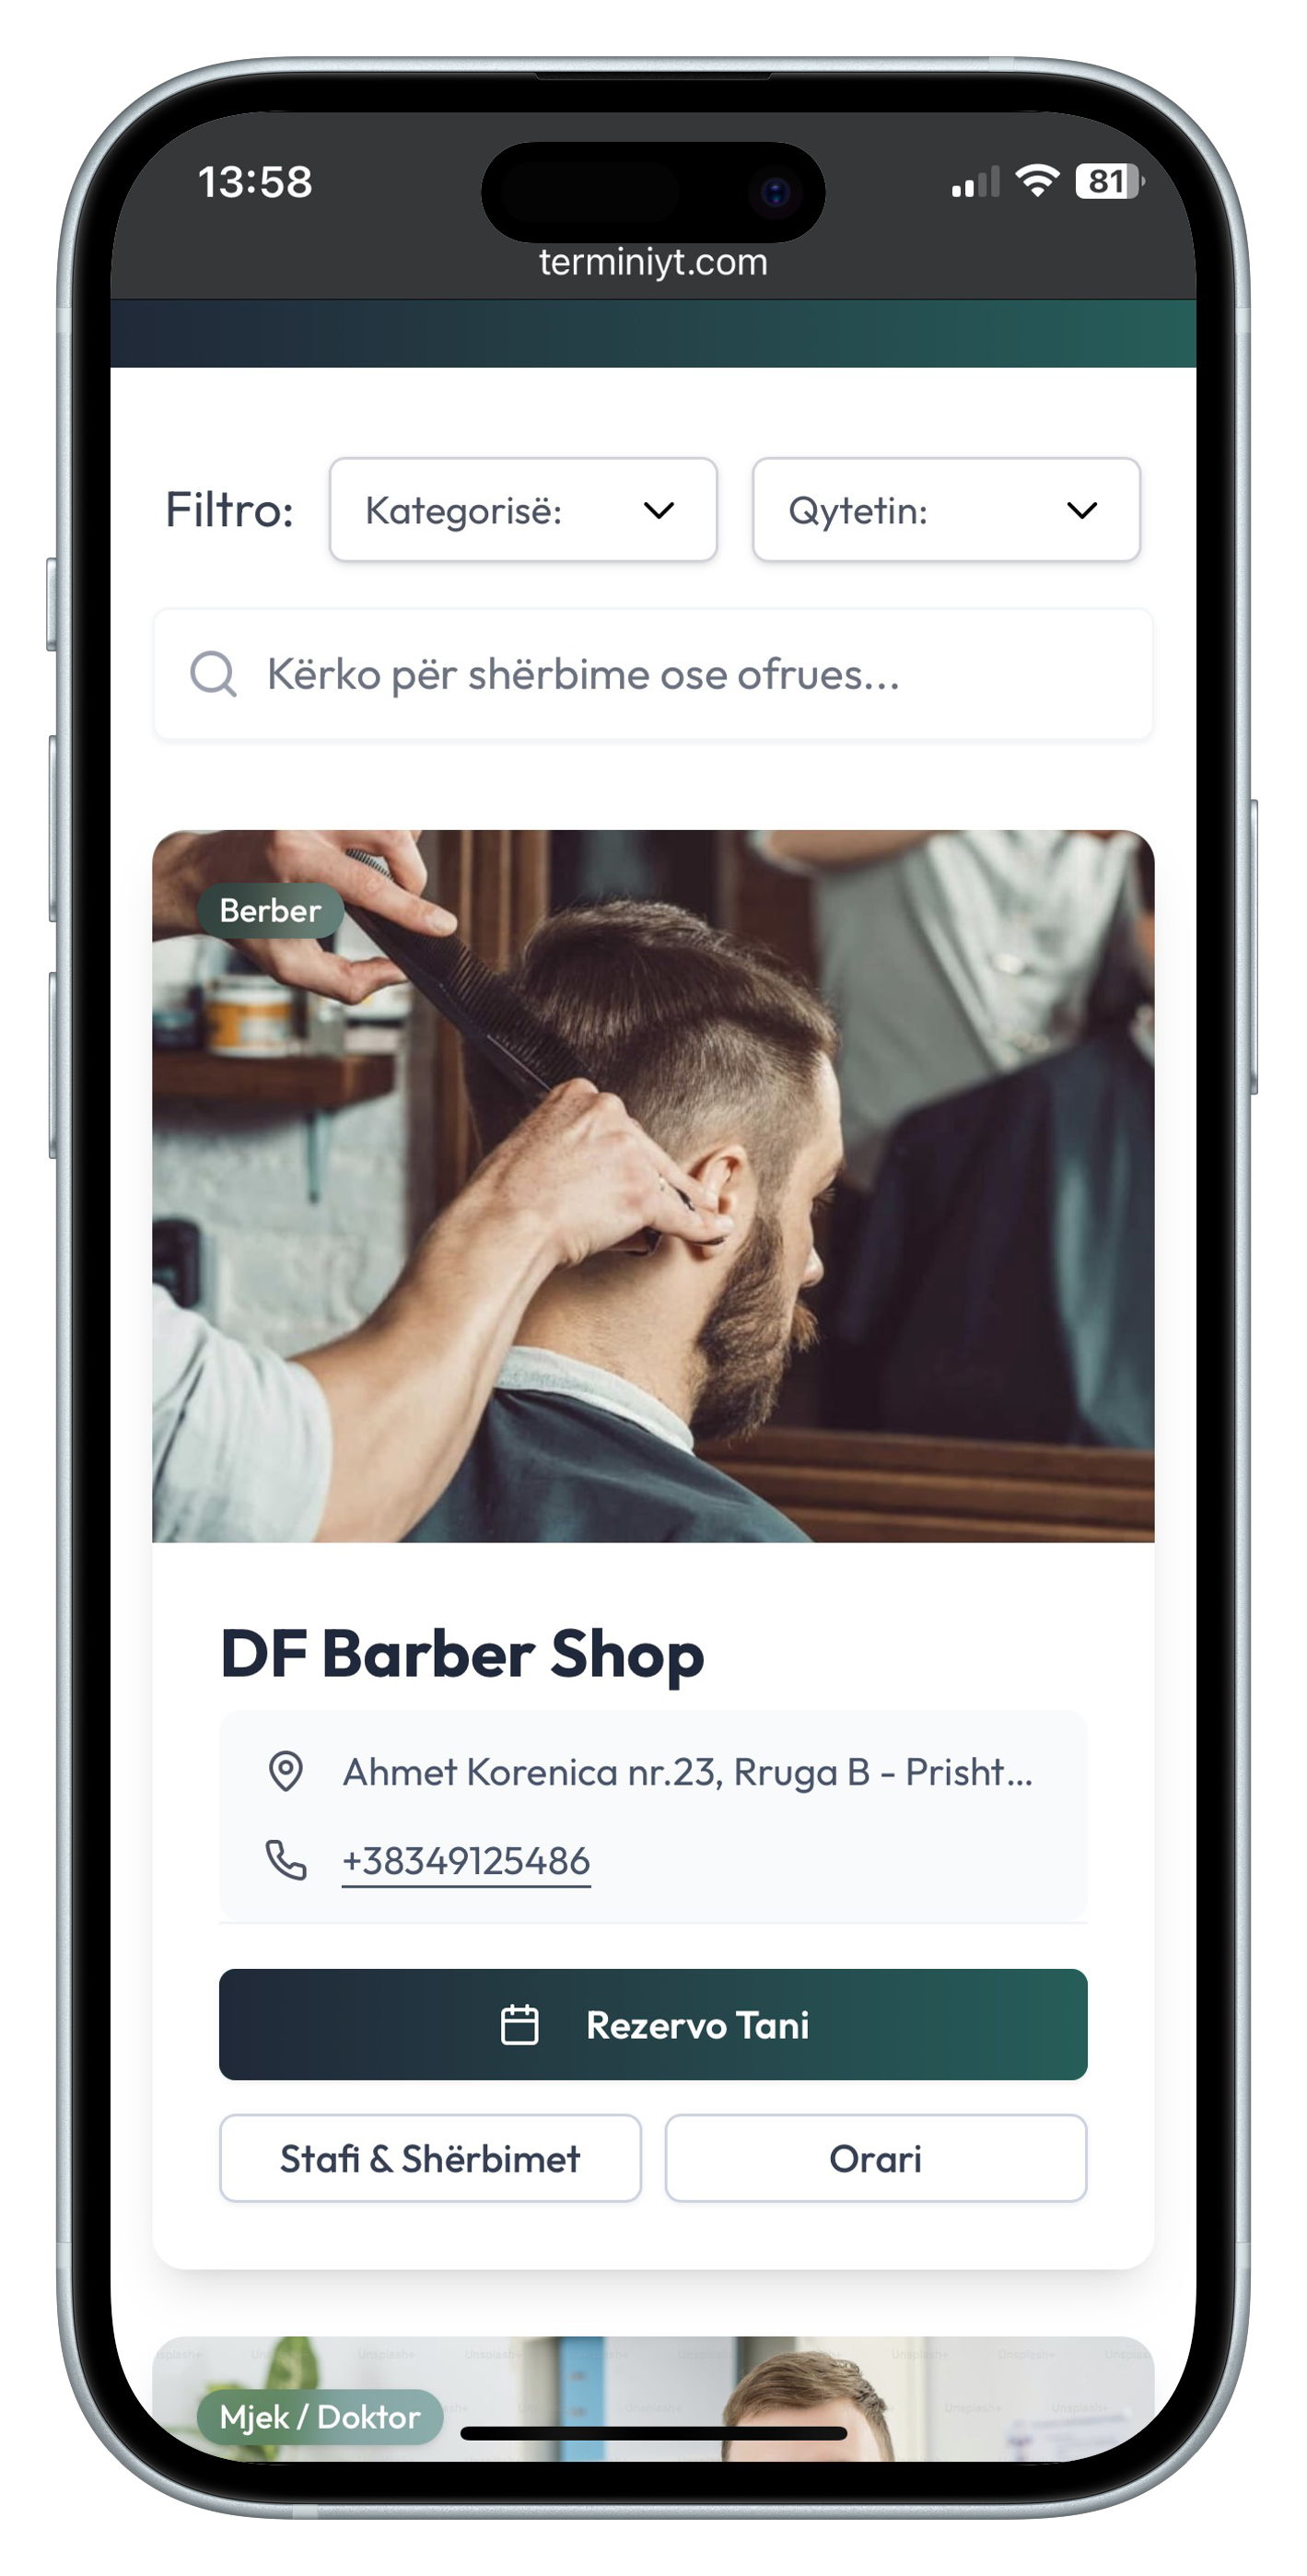 13:58
81
terminiyt.com
Filtro:
Kategorisë:
Qytetin:
Kërko për shërbime ose ofrues...
Berber
DF Barber Shop
Ahmet Korenica nr.23, Rruga B - Prisht...
+38349125486
Rezervo Tani
Stafi & Shërbimet
Orari
Unsplash+
Mjek / Doktor